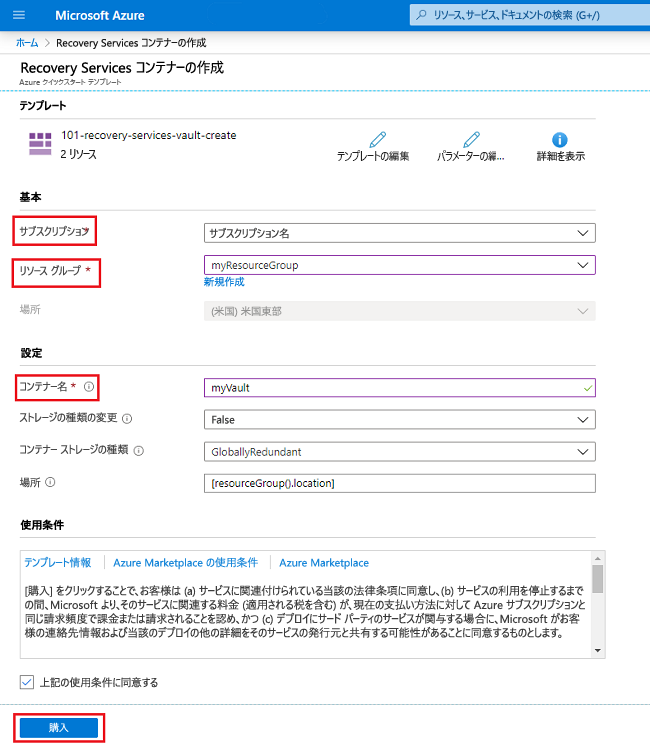 Microsoft Azure
リソース、サービス、ドキュメントの検索 (G+/)
ホーム > Recovery Services コンテナーの作成
Recovery Services コンテナーの作成
Azure クイックスタート テンプレート
テンプレート
101-recovery-services-vault-create
2 リソース
テンプレートの編集
パラメーターの編...
詳細を表示
基本
サブスクリプション *
サブスクリプション名
リソース グループ *
myResourceGroup
新規作成
場所
(米国) 米国東部
設定
コンテナー名 *
myVault
ストレージの種類の変更
False
コンテナー ストレージの種類
GloballyRedundant
場所
[resourceGroup().location]
使用条件
テンプレート情報 | Azure Marketplace の使用条件 | Azure Marketplace
[購入] をクリックすることで、お客様は (a) サービスに関連付けられている当該の法律条項に同意し、(b) サービスの利用を停止するまで
の間、Microsoft より、そのサービスに関連する料金 (適用される税を含む) が、現在の支払い方法に対して Azure サブスクリプションと
同じ請求頻度で課金または請求されることを認め、かつ (c) デプロイにサード パーティのサービスが関与する場合に、Microsoft がお客
様の連絡先情報および当該のデプロイの他の詳細をそのサービスの発行元と共有する可能性があることに同意するものとします。
上記の使用条件に同意する
購入